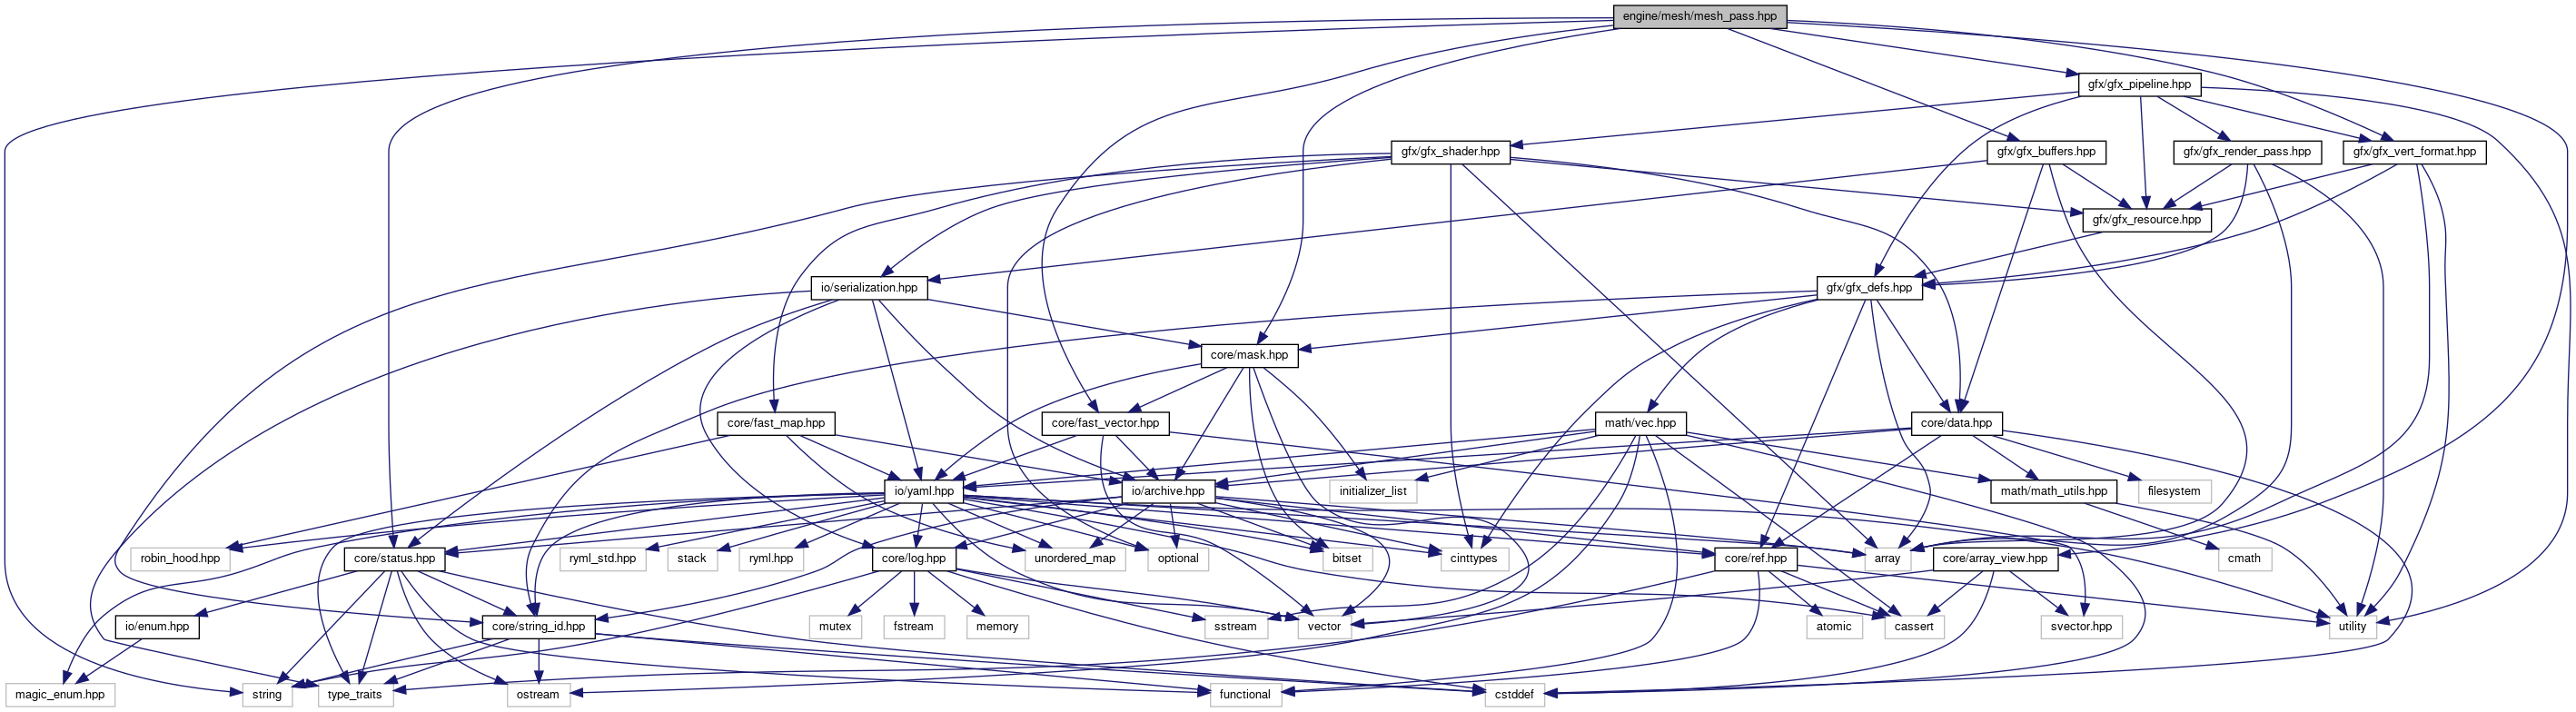 engine/mesh/mesh_pass.hpp
gfx/gfx_pipeline.hpp
gfx/gfx_shader.hpp
gfx/gfx_buffers.hpp
gfx/gfx_render_pass.hpp
gfx/gfx_vert_format.hpp
gfx/gfx_resource.hpp
io/serialization.hpp
gfx/gfx_defs.hpp
core/mask.hpp
core/fast_map.hpp
core/fast_vector.hpp
math/vec.hpp
core/data.hpp
io/yaml.hpp
io/archive.hpp
initializer_list
math/math_utils.hpp
filesystem
robin_hood.hpp
core/status.hpp
ryml_std.hpp
stack
ryml.hpp
core/log.hpp
unordered_map
optional
bitset
cinttypes
core/ref.hpp
array
core/array_view.hpp
cmath
io/enum.hpp
core/string_id.hpp
mutex
fstream
memory
sstream
vector
atomic
cassert
svector.hpp
utility
magic_enum.hpp
string
type_traits
ostream
functional
cstddef